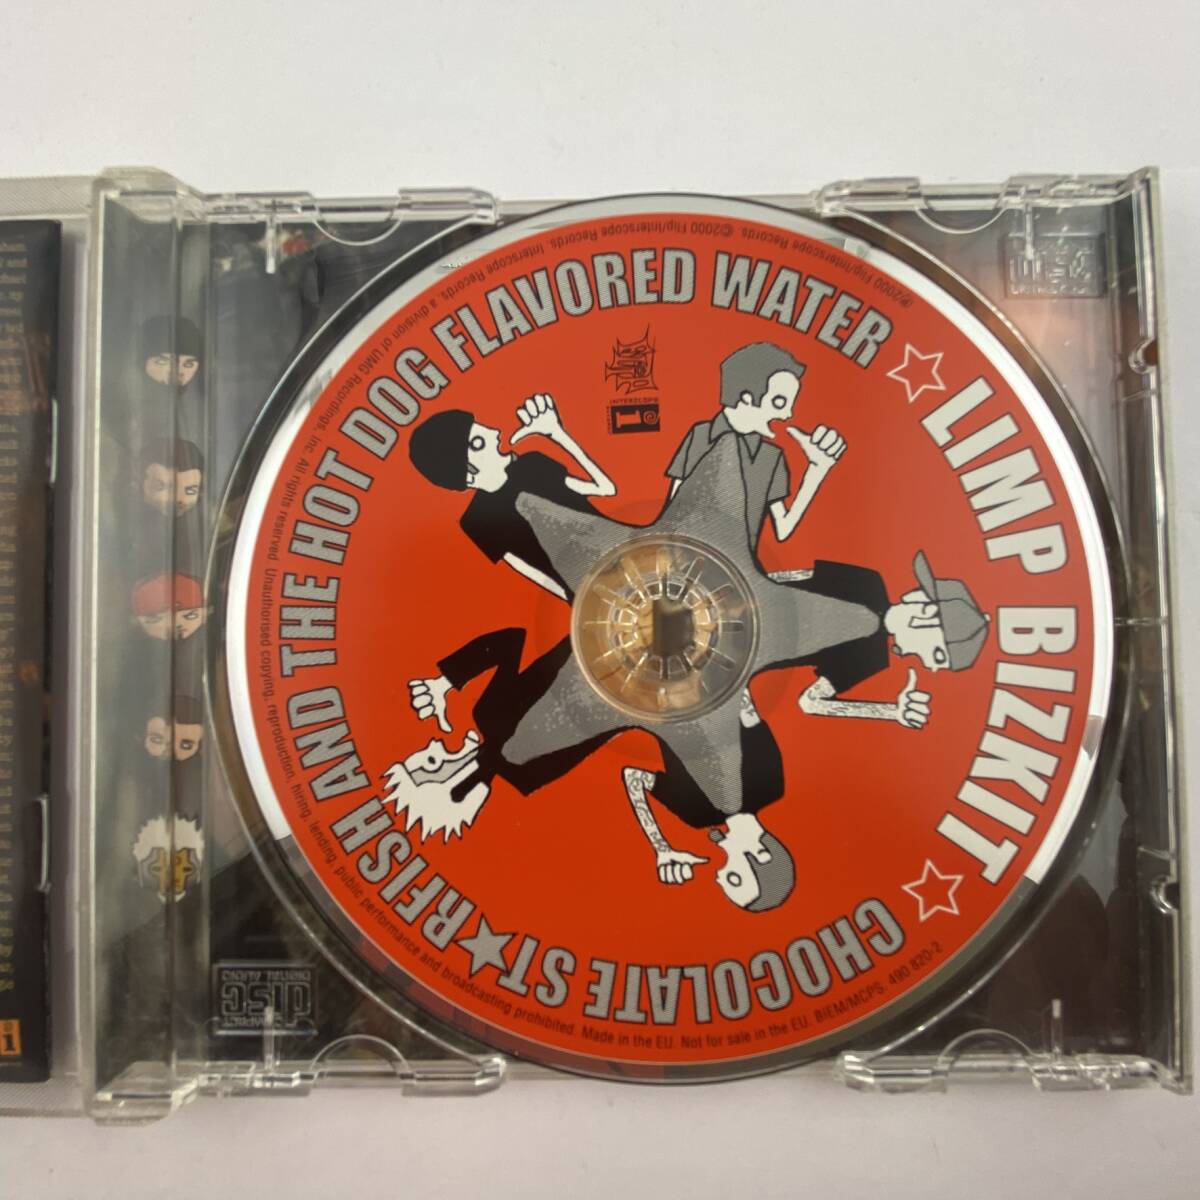 LIMP BIZKIT
CHOCOLATE ST★RFISH AND THE HOT DOG FLAVORED WATER
℗2000 Flip/Interscope Records. ©2000 Flip/Interscope Records. Interscope Records, a division of UMG Recordings, Inc. All rights reserved. Unauthorised copying, reproduction, hiring, lending, public performance and broadcasting prohibited. Made in the EU. Not for sale in the EU. BIEM/MCPS. 490 820-2
flip
INTERSCOPE
COMPACT
disc
DIGITAL AUDIO